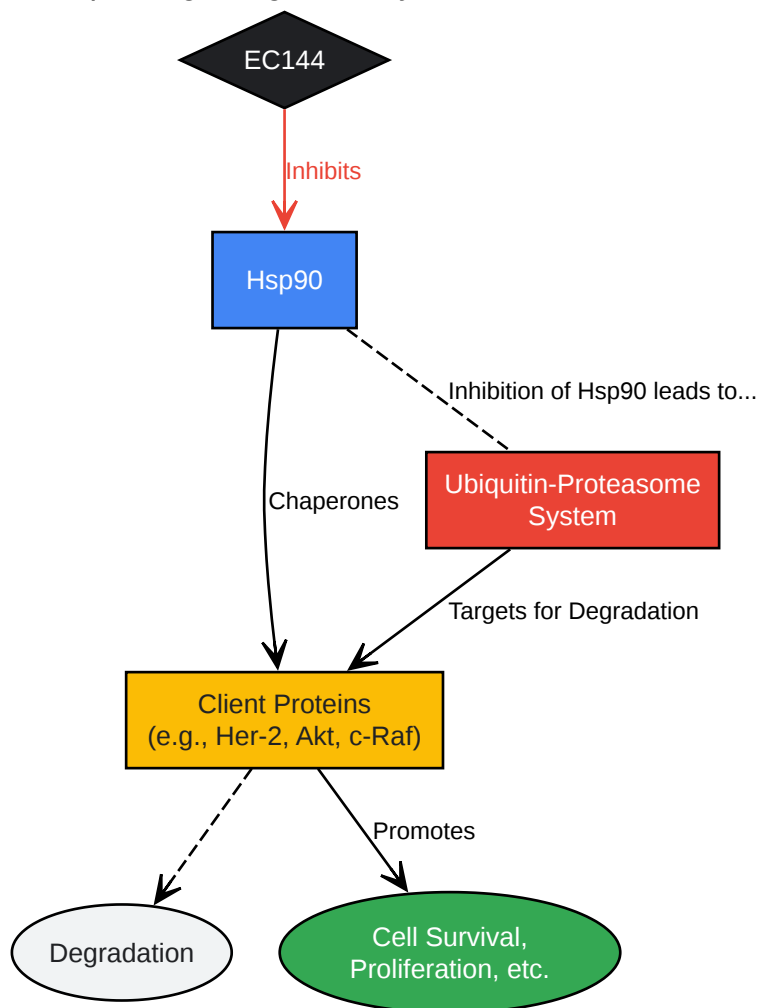 EC144
Inhibits
Hsp90
Inhibition of Hsp90 leads to...
Ubiquitin-Proteasome
System
Chaperones
Targets for Degradation
Client Proteins
(e.g., Her-2, Akt, c-Raf)
Promotes
Degradation
Cell Survival,
Proliferation, etc.